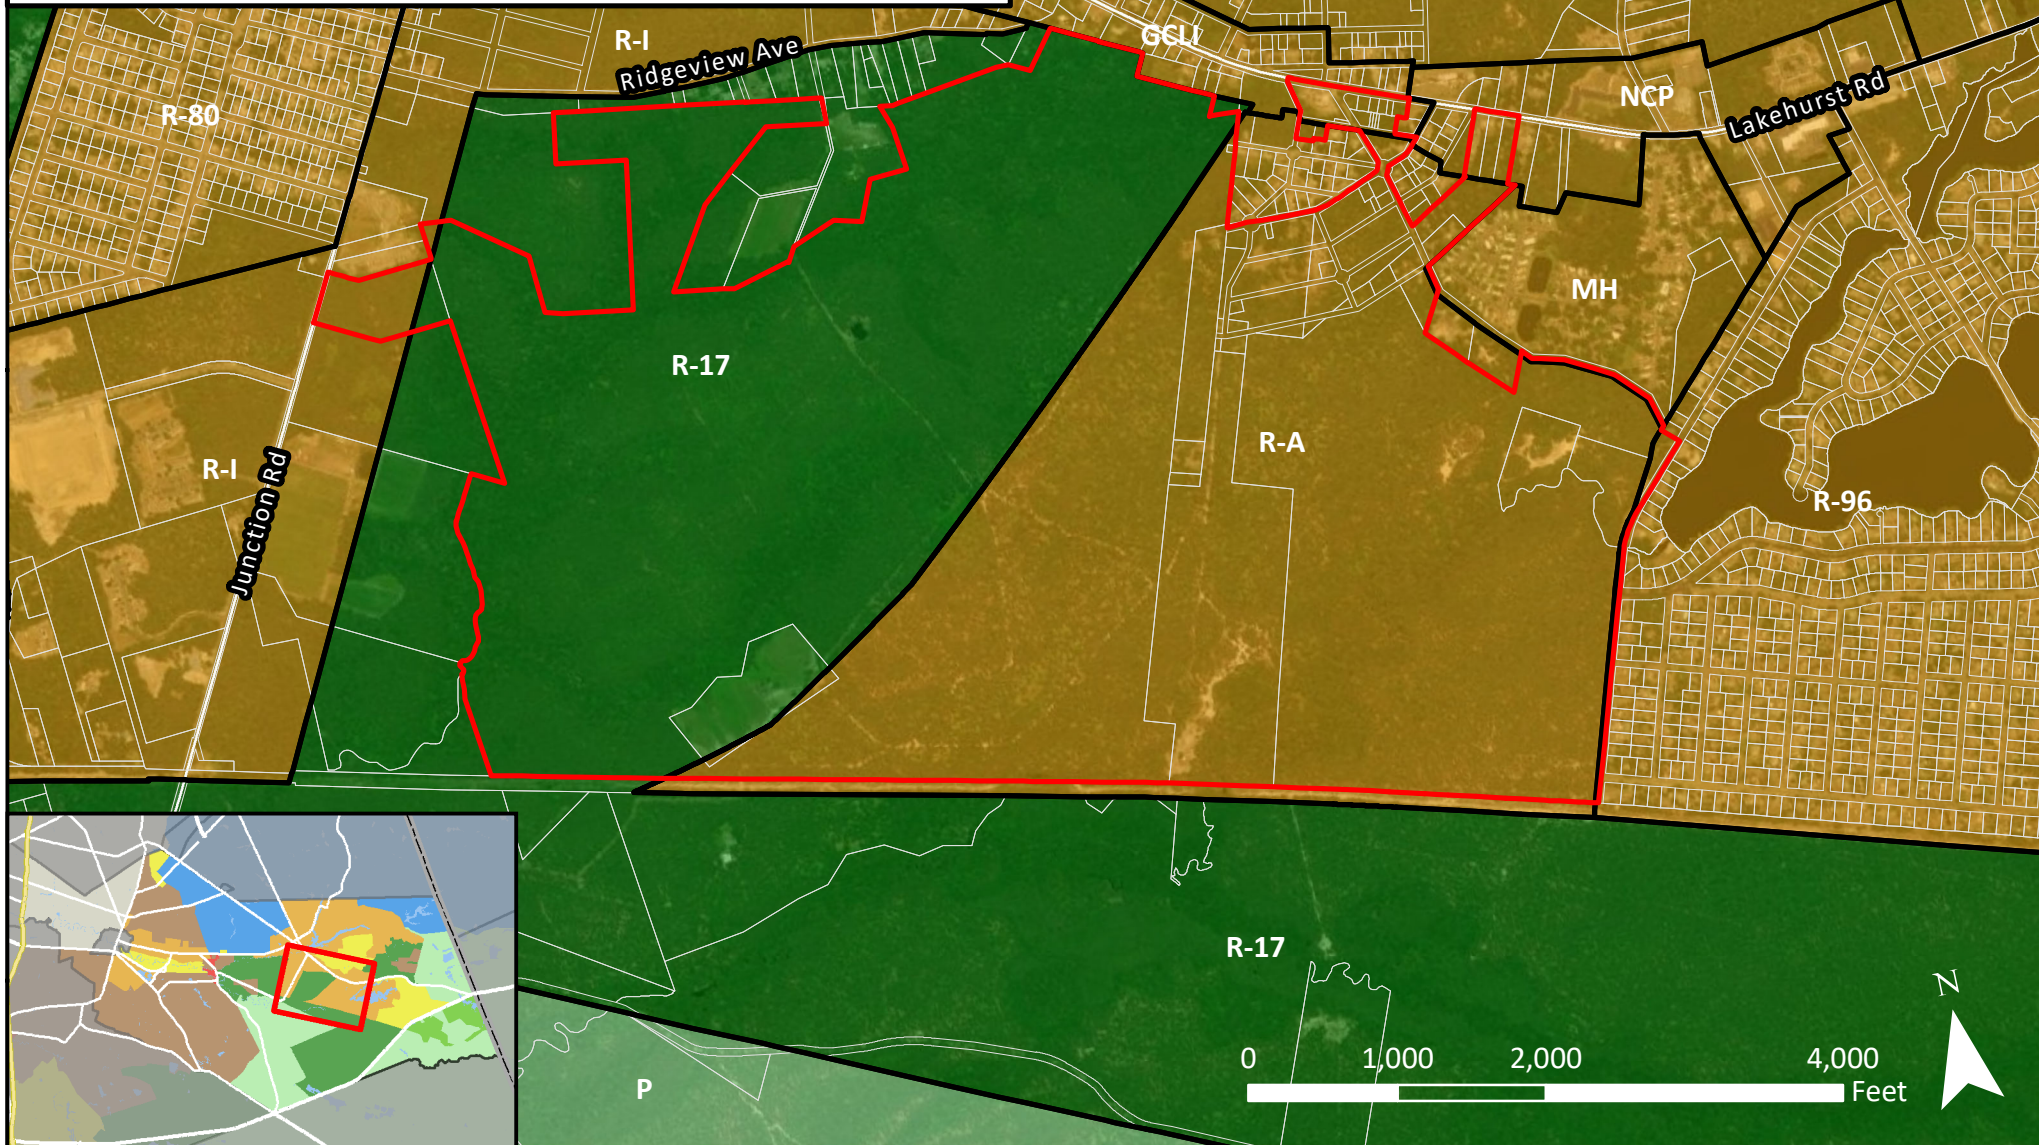 R-I
GCLI
Ridgeview Ave
R-80
NCP
Lakehurst Rd
MH
R-17
R-A
R-I
Junction Rd
R-96
R-17
N
0 1,000 2,000 4,000
Feet
P